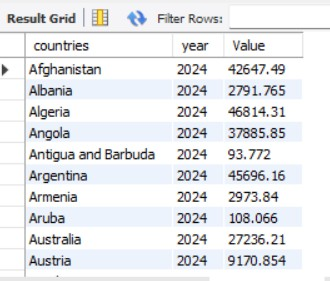 Result Grid Filter Rows:
countries year Value
Afghanistan 2024 42647.49
Albania 2024 2791.765
Algeria 2024 46814.31
Angola 2024 37885.85
Antigua and Barbuda 2024 93.772
Argentina 2024 45696.16
Armenia 2024 2973.84
Aruba 2024 108.066
Australia 2024 27236.21
Austria 2024 9170.854